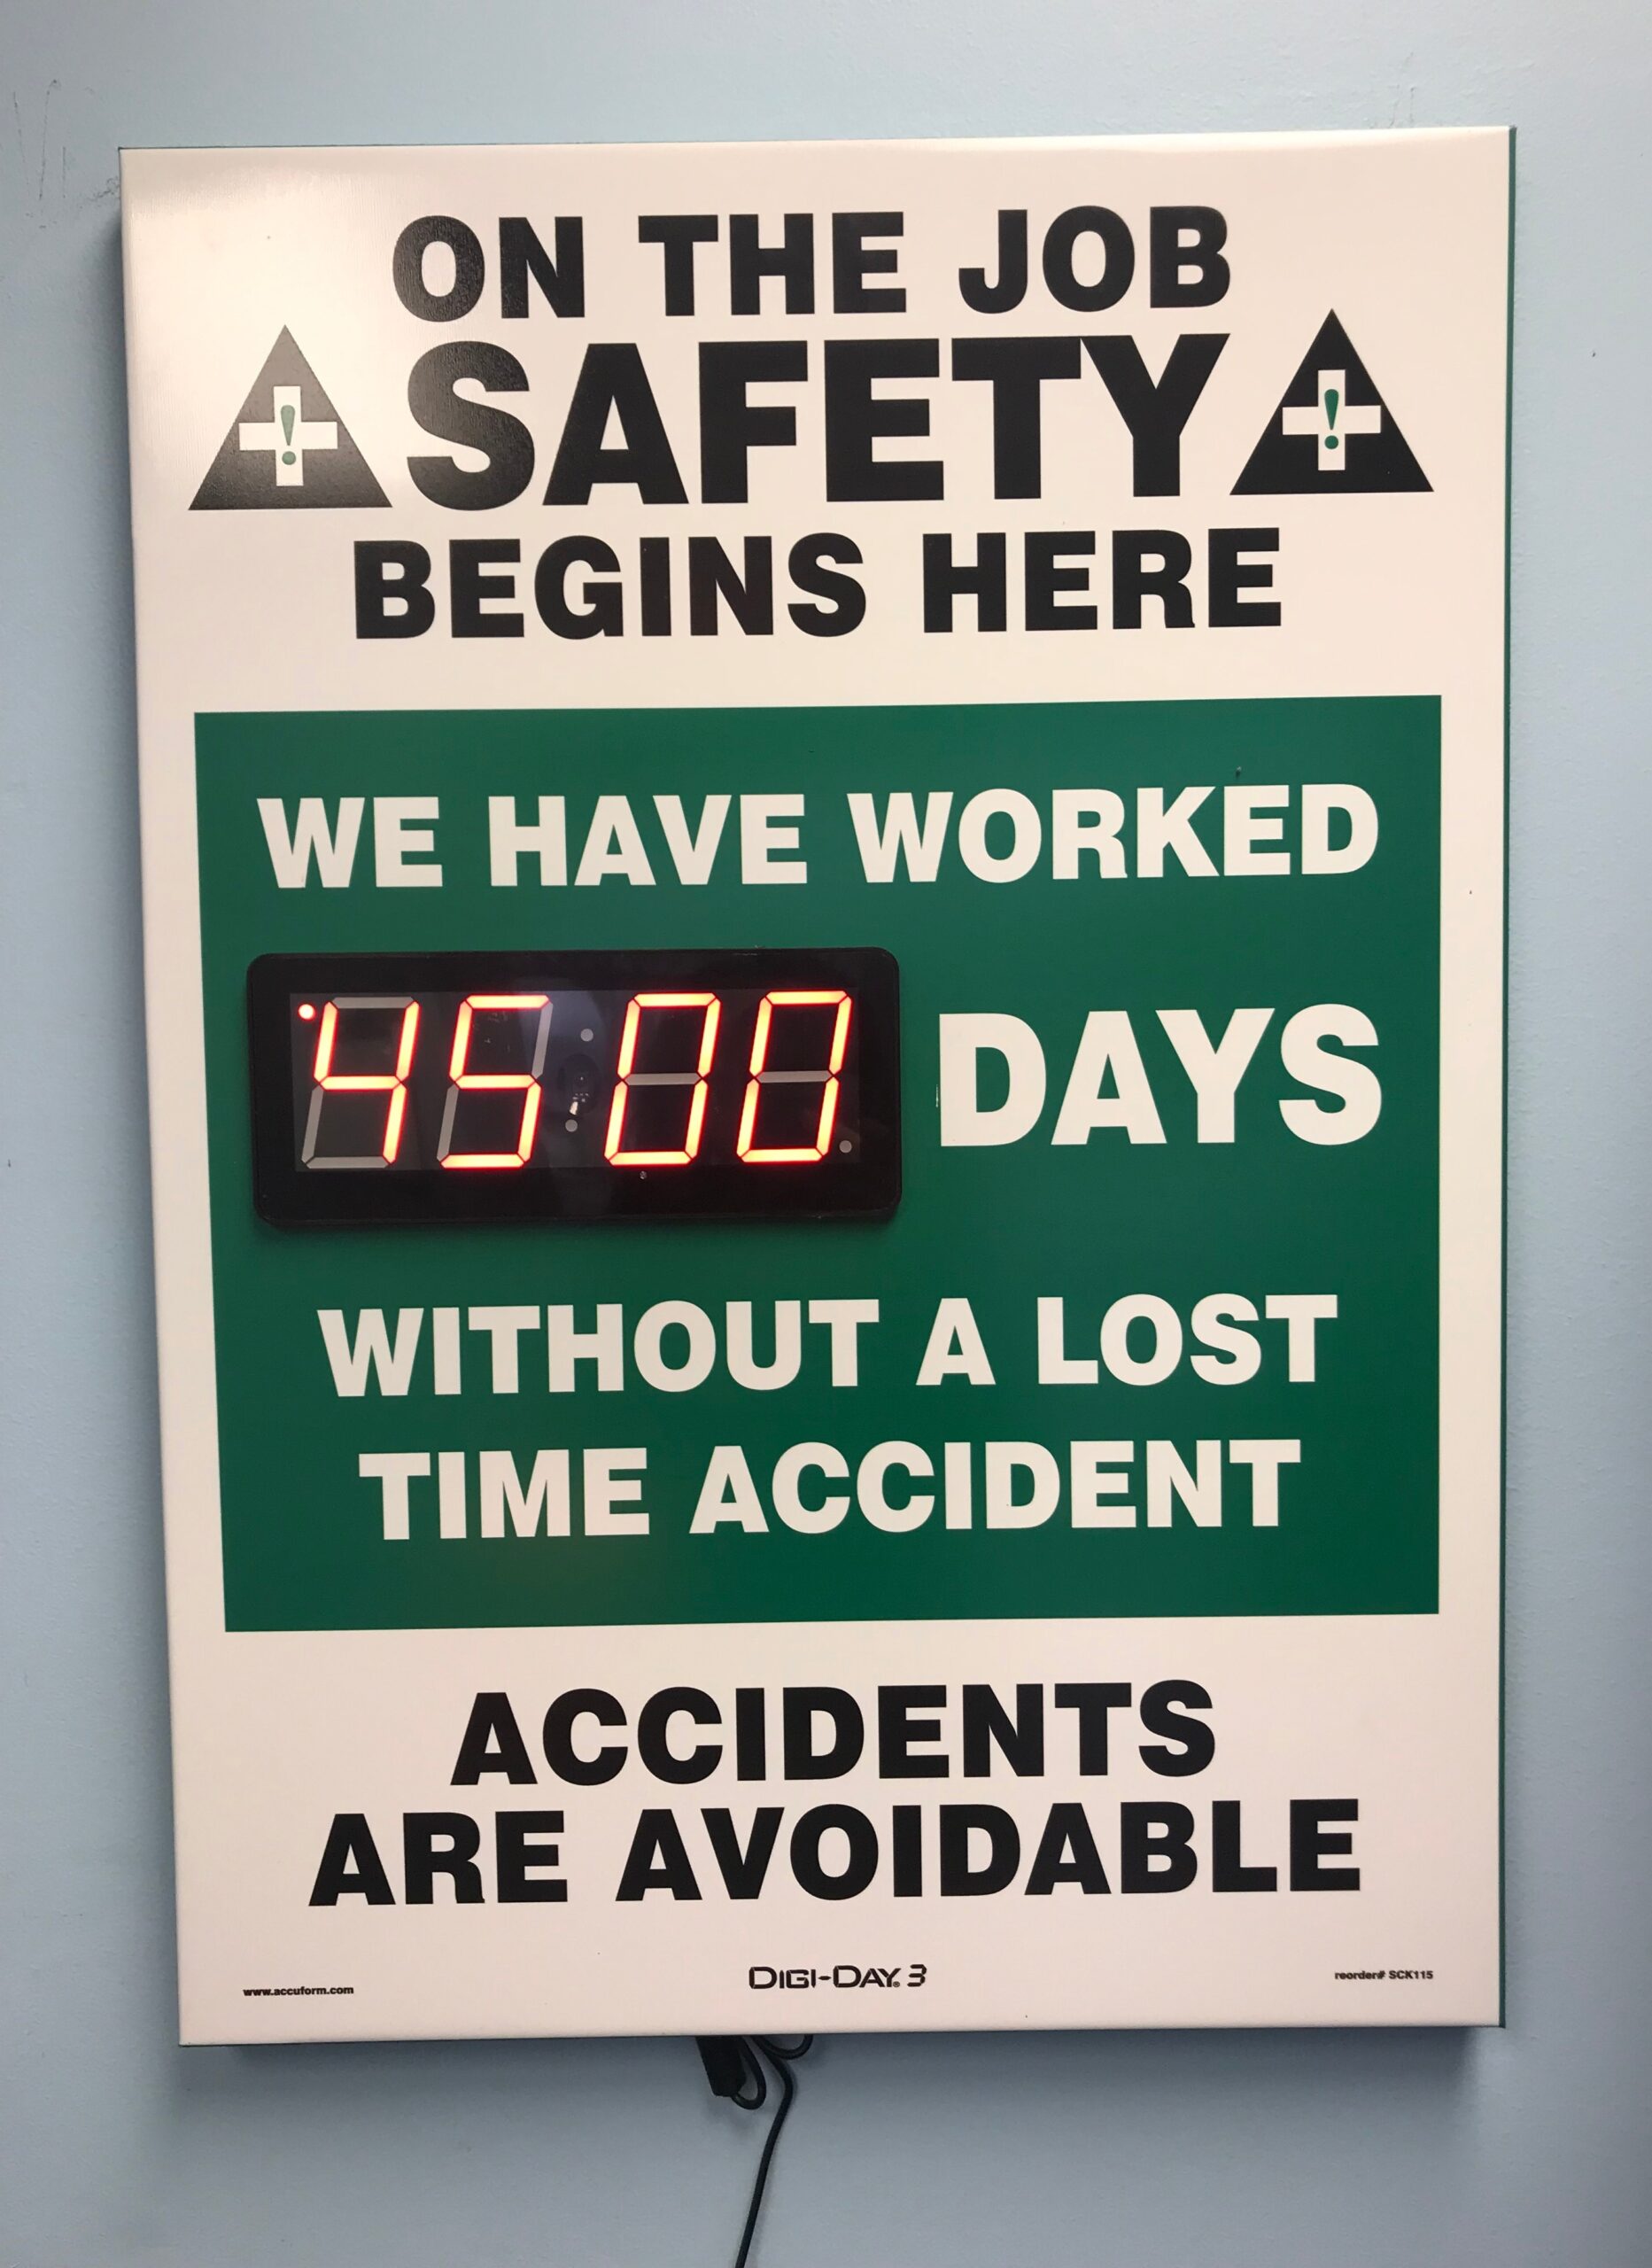 ON THE JOB
SAFETY
BEGINS HERE
WE HAVE WORKED
4500 DAYS
WITHOUT A LOST
TIME ACCIDENT
ACCIDENTS
ARE AVOIDABLE
www.accuform.com DIGI-DAY® 3 reorder# SCK115